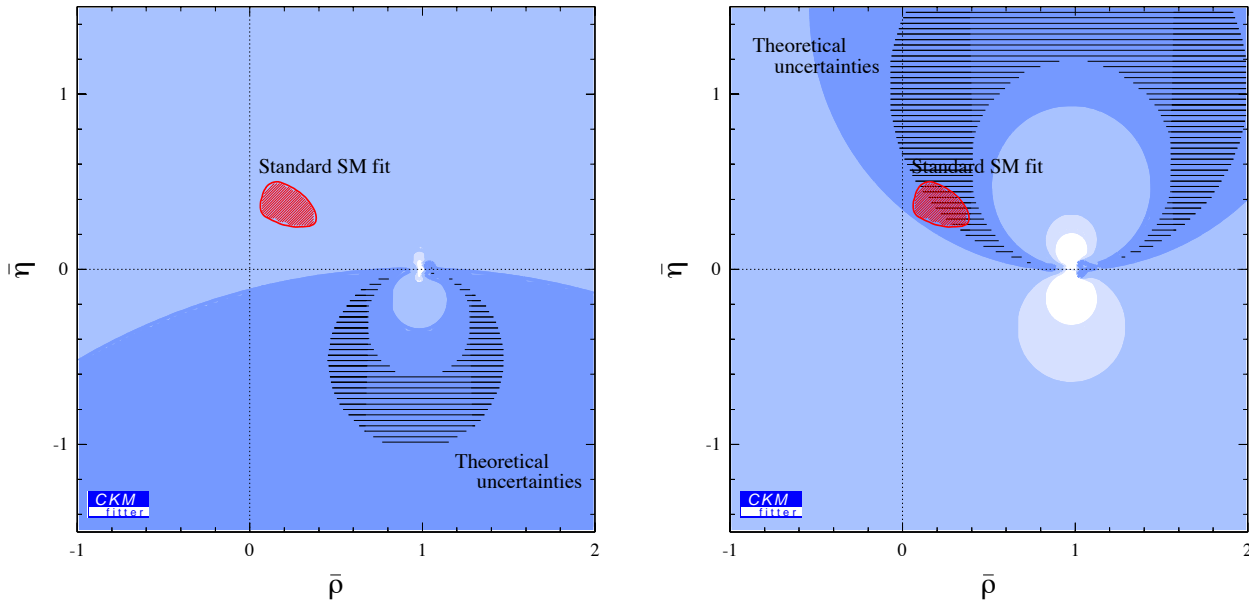 Standard SM fit
Theoretical
uncertainties
CKM
fitter
1
0
-1
-1
0
1
2
η̄
ρ̄
Theoretical
uncertainties
Standard SM fit
CKM
fitter
1
0
-1
-1
0
1
2
η̄
ρ̄